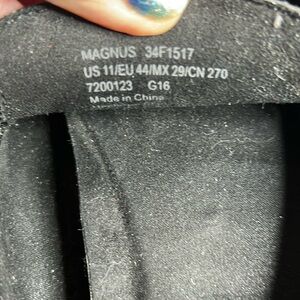 MAGNUS 34F1517
US 11/EU 44/MX 29/CN 270
7200123 G16
Made in China